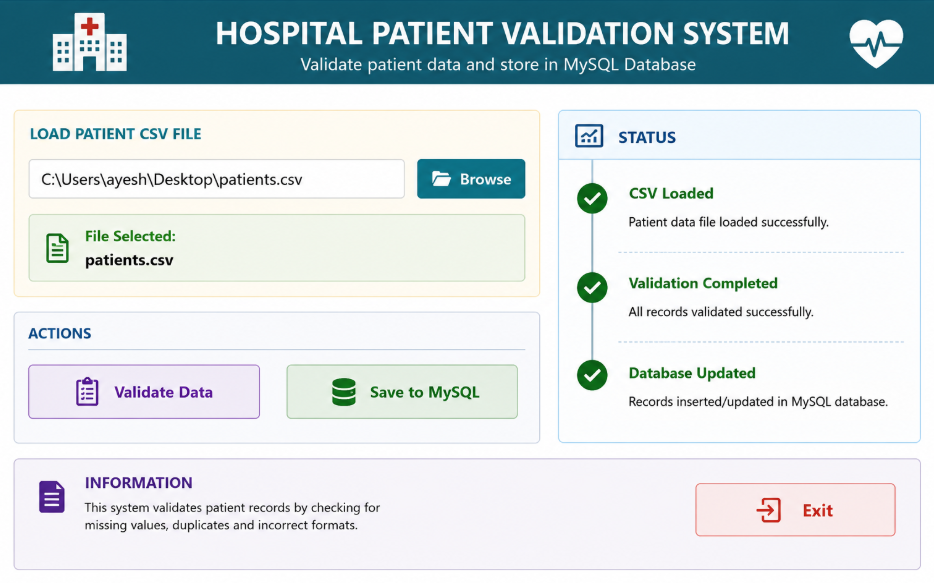 HOSPITAL PATIENT VALIDATION SYSTEM
Validate patient data and store in MySQL Database
LOAD PATIENT CSV FILE
C:\Users\ayesh\Desktop\patients.csv
Browse
File Selected:
patients.csv
ACTIONS
Validate Data
Save to MySQL
STATUS
CSV Loaded
Patient data file loaded successfully.
Validation Completed
All records validated successfully.
Database Updated
Records inserted/updated in MySQL database.
INFORMATION
This system validates patient records by checking for
missing values, duplicates and incorrect formats.
Exit